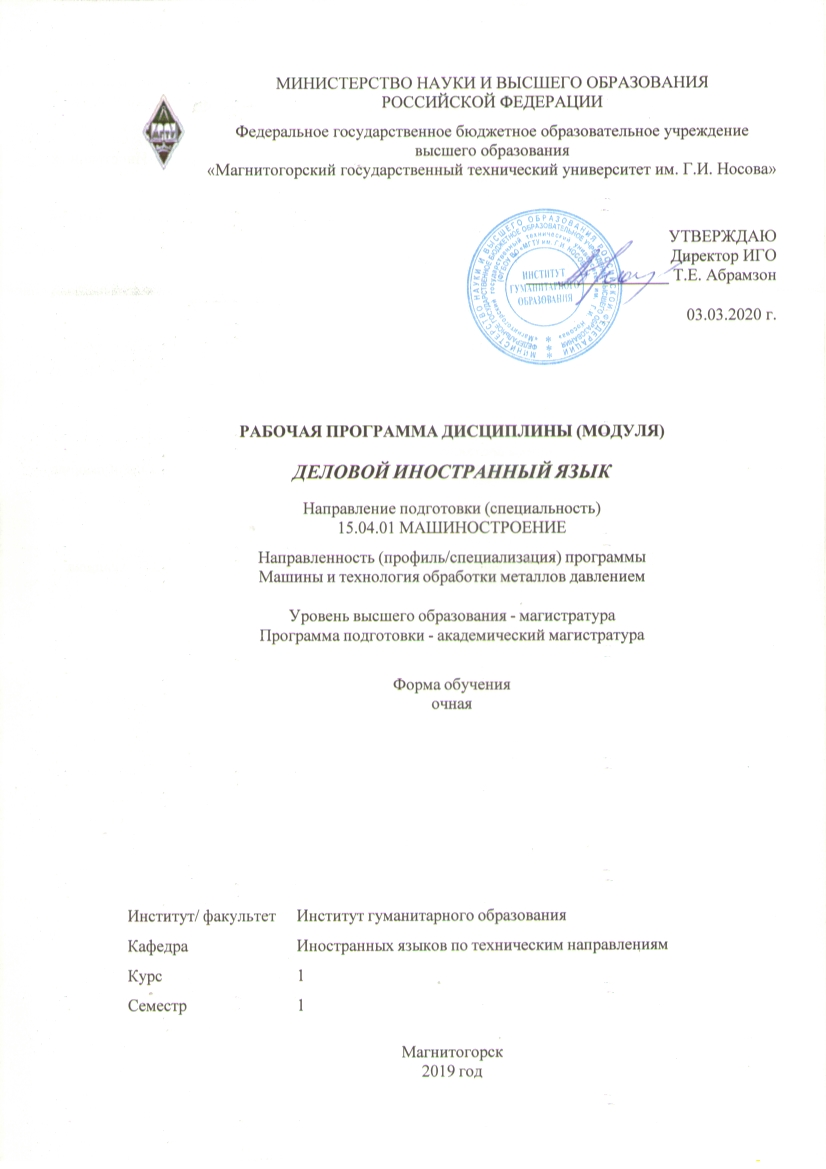 МИНИСТЕРСТВО НАУКИ И ВЫСШЕГО ОБРАЗОВАНИЯ
РОССИЙСКОЙ ФЕДЕРАЦИИ
Федеральное государственное бюджетное образовательное учреждение
высшего образования
«Магнитогорский государственный технический университет им. Г.И. Носова»
УТВЕРЖДАЮ
Директор ИГО
Т.Е. Абрамзон
03.03.2020 г.
ИНСТИТУТ
ГУМАНИТАРНОГО
ОБРАЗОВАНИЯ
РАБОЧАЯ ПРОГРАММА ДИСЦИПЛИНЫ (МОДУЛЯ)
ДЕЛОВОЙ ИНОСТРАННЫЙ ЯЗЫК
Направление подготовки (специальность)
15.04.01 МАШИНОСТРОЕНИЕ
Направленность (профиль/специализация) программы
Машины и технология обработки металлов давлением
Уровень высшего образования - магистратура
Программа подготовки - академический магистратура
Форма обучения
очная
Институт/ факультет Институт гуманитарного образования
Кафедра Иностранных языков по техническим направлениям
Курс 1
Семестр 1
Магнитогорск
2019 год